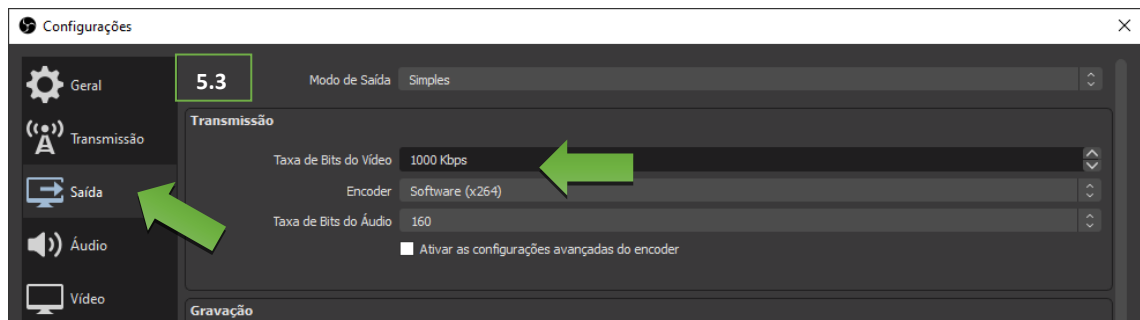 Configurações
Geral
Transmissão
Saída
Áudio
Vídeo
5.3
Modo de Saída Simples
Transmissão
Taxa de Bits do Vídeo 1000 Kbps
Encoder Software (x264)
Taxa de Bits do Áudio 160
Ativar as configurações avançadas do encoder
Gravação